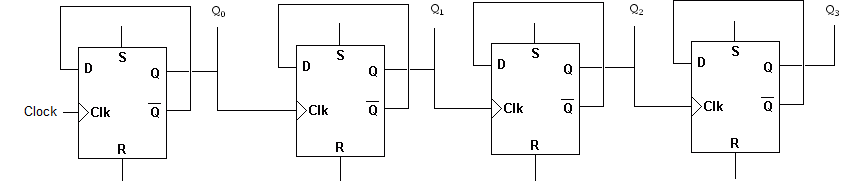 Q0 Q1 Q2 Q3
S S S S
D Q D Q D Q D Q
Clock Clk Q̅ Clk Q̅ Clk Q̅ Clk Q̅
R R R R